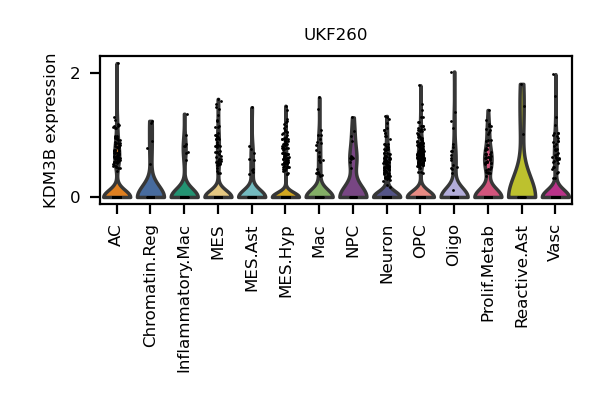 UKF260
KDM3B expression
2
0
AC
Chromatin.Reg
Inflammatory.Mac
MES
MES.Ast
MES.Hyp
Mac
NPC
Neuron
OPC
Oligo
Prolif.Metab
Reactive.Ast
Vasc